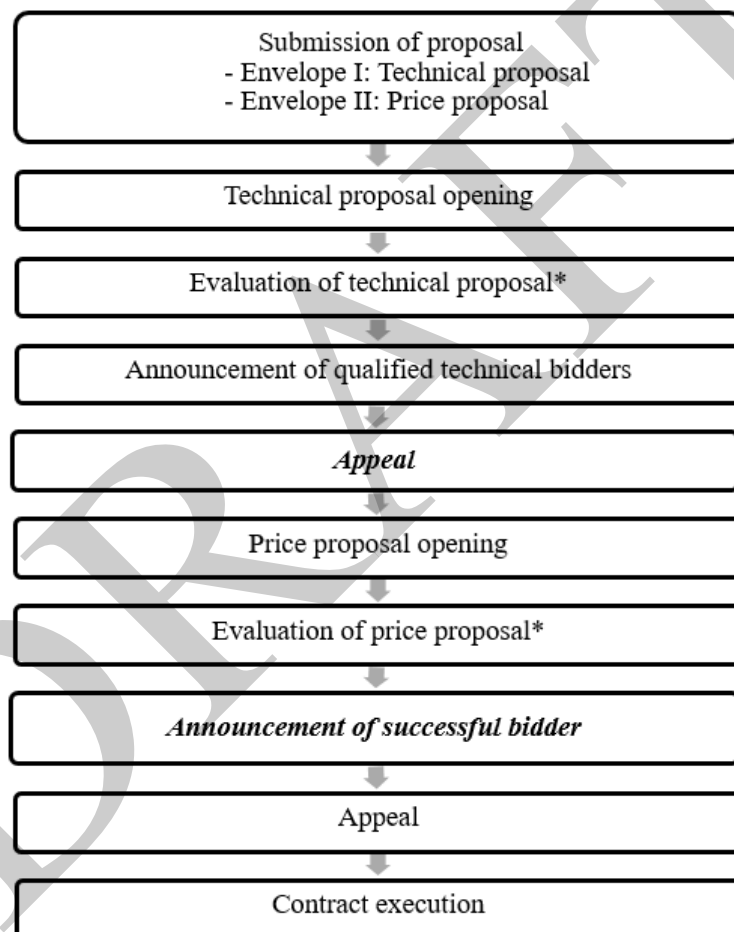 Submission of proposal
- Envelope I: Technical proposal
- Envelope II: Price proposal
Technical proposal opening
Evaluation of technical proposal*
Announcement of qualified technical bidders
Appeal
Price proposal opening
Evaluation of price proposal*
Announcement of successful bidder
Appeal
Contract execution
DRAFT